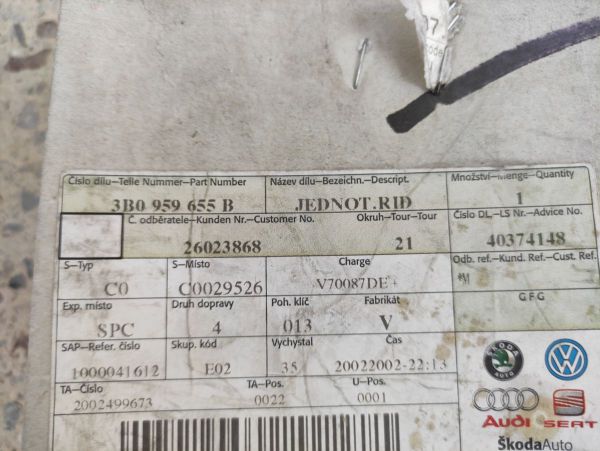 07
Číslo dílu–Teile Nummer–Part Number Název dílu–Bezeichn.–Descript. Množství–Menge–Quantity
3B0 959 655 B JEDNOT.RID 1
Č. odběratele–Kunden Nr.–Customer No. Okruh–Tour–Tour Číslo DL–LS Nr.–Advice No.
26023868 21 40374148
S–Typ S–Místo Charge Odb. ref.–Kund. Ref.–Cust. Ref.
C0 C0029526 V70087DE+ *M
Exp. místo Druh dopravy Poh. klíč Fabrikát G F G
SPC 4 013 V
SAP–Refer. číslo Skup. kód Vychystal Čas
1000041612 E02 35 20022002-22:13
TA–Číslo TA–Pos. U–Pos.
2002499673 0022 0001
ŠKODA
AUTO
Audi SEAT
ŠkodaAuto